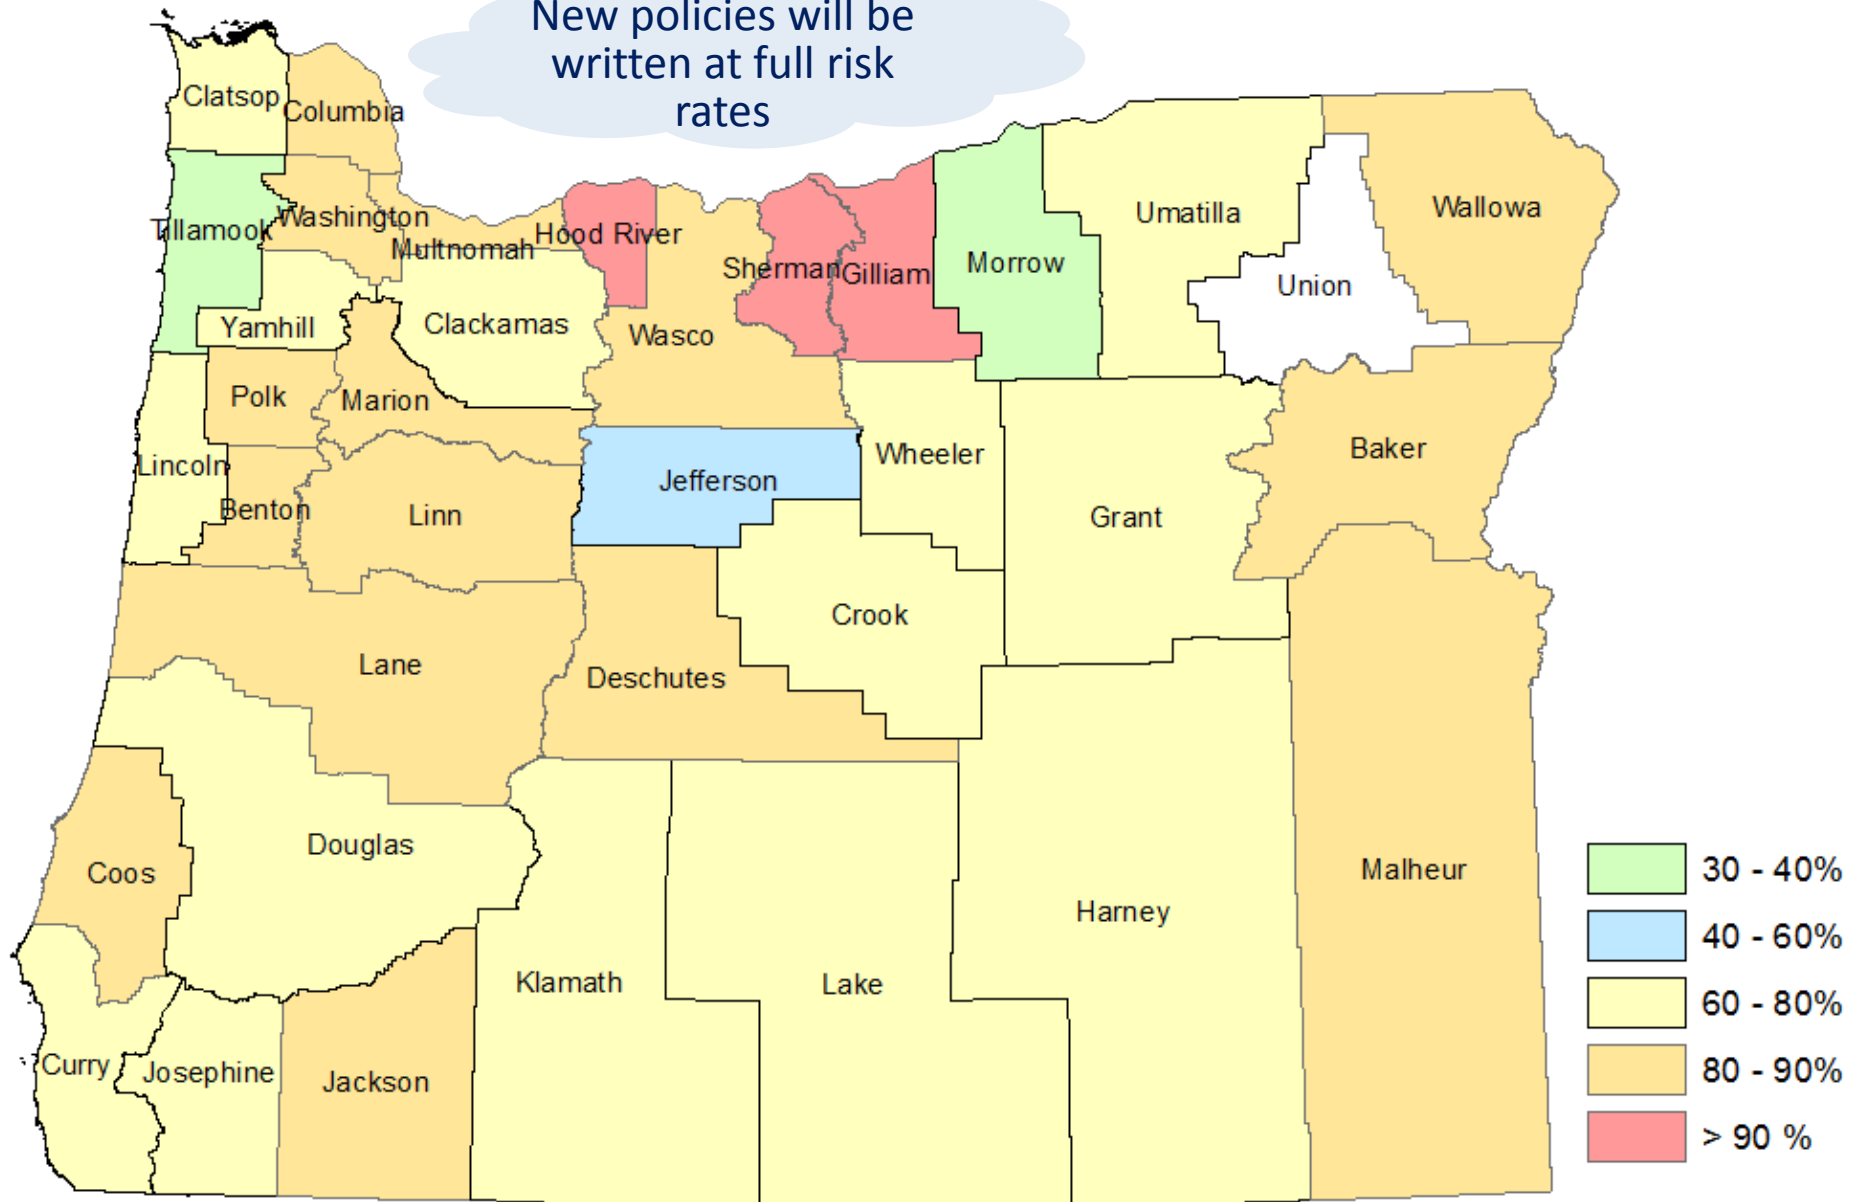 New policies will be
written at full risk
rates
Clatsop
Columbia
Tillamook
Washington
Multnomah
Hood River
Sherman
Gilliam
Morrow
Umatilla
Union
Wallowa
Yamhill
Clackamas
Wasco
Polk
Marion
Lincoln
Benton
Linn
Jefferson
Wheeler
Grant
Baker
Lane
Deschutes
Crook
Coos
Douglas
Klamath
Lake
Harney
Malheur
Curry
Josephine
Jackson
30 - 40%
40 - 60%
60 - 80%
80 - 90%
> 90 %